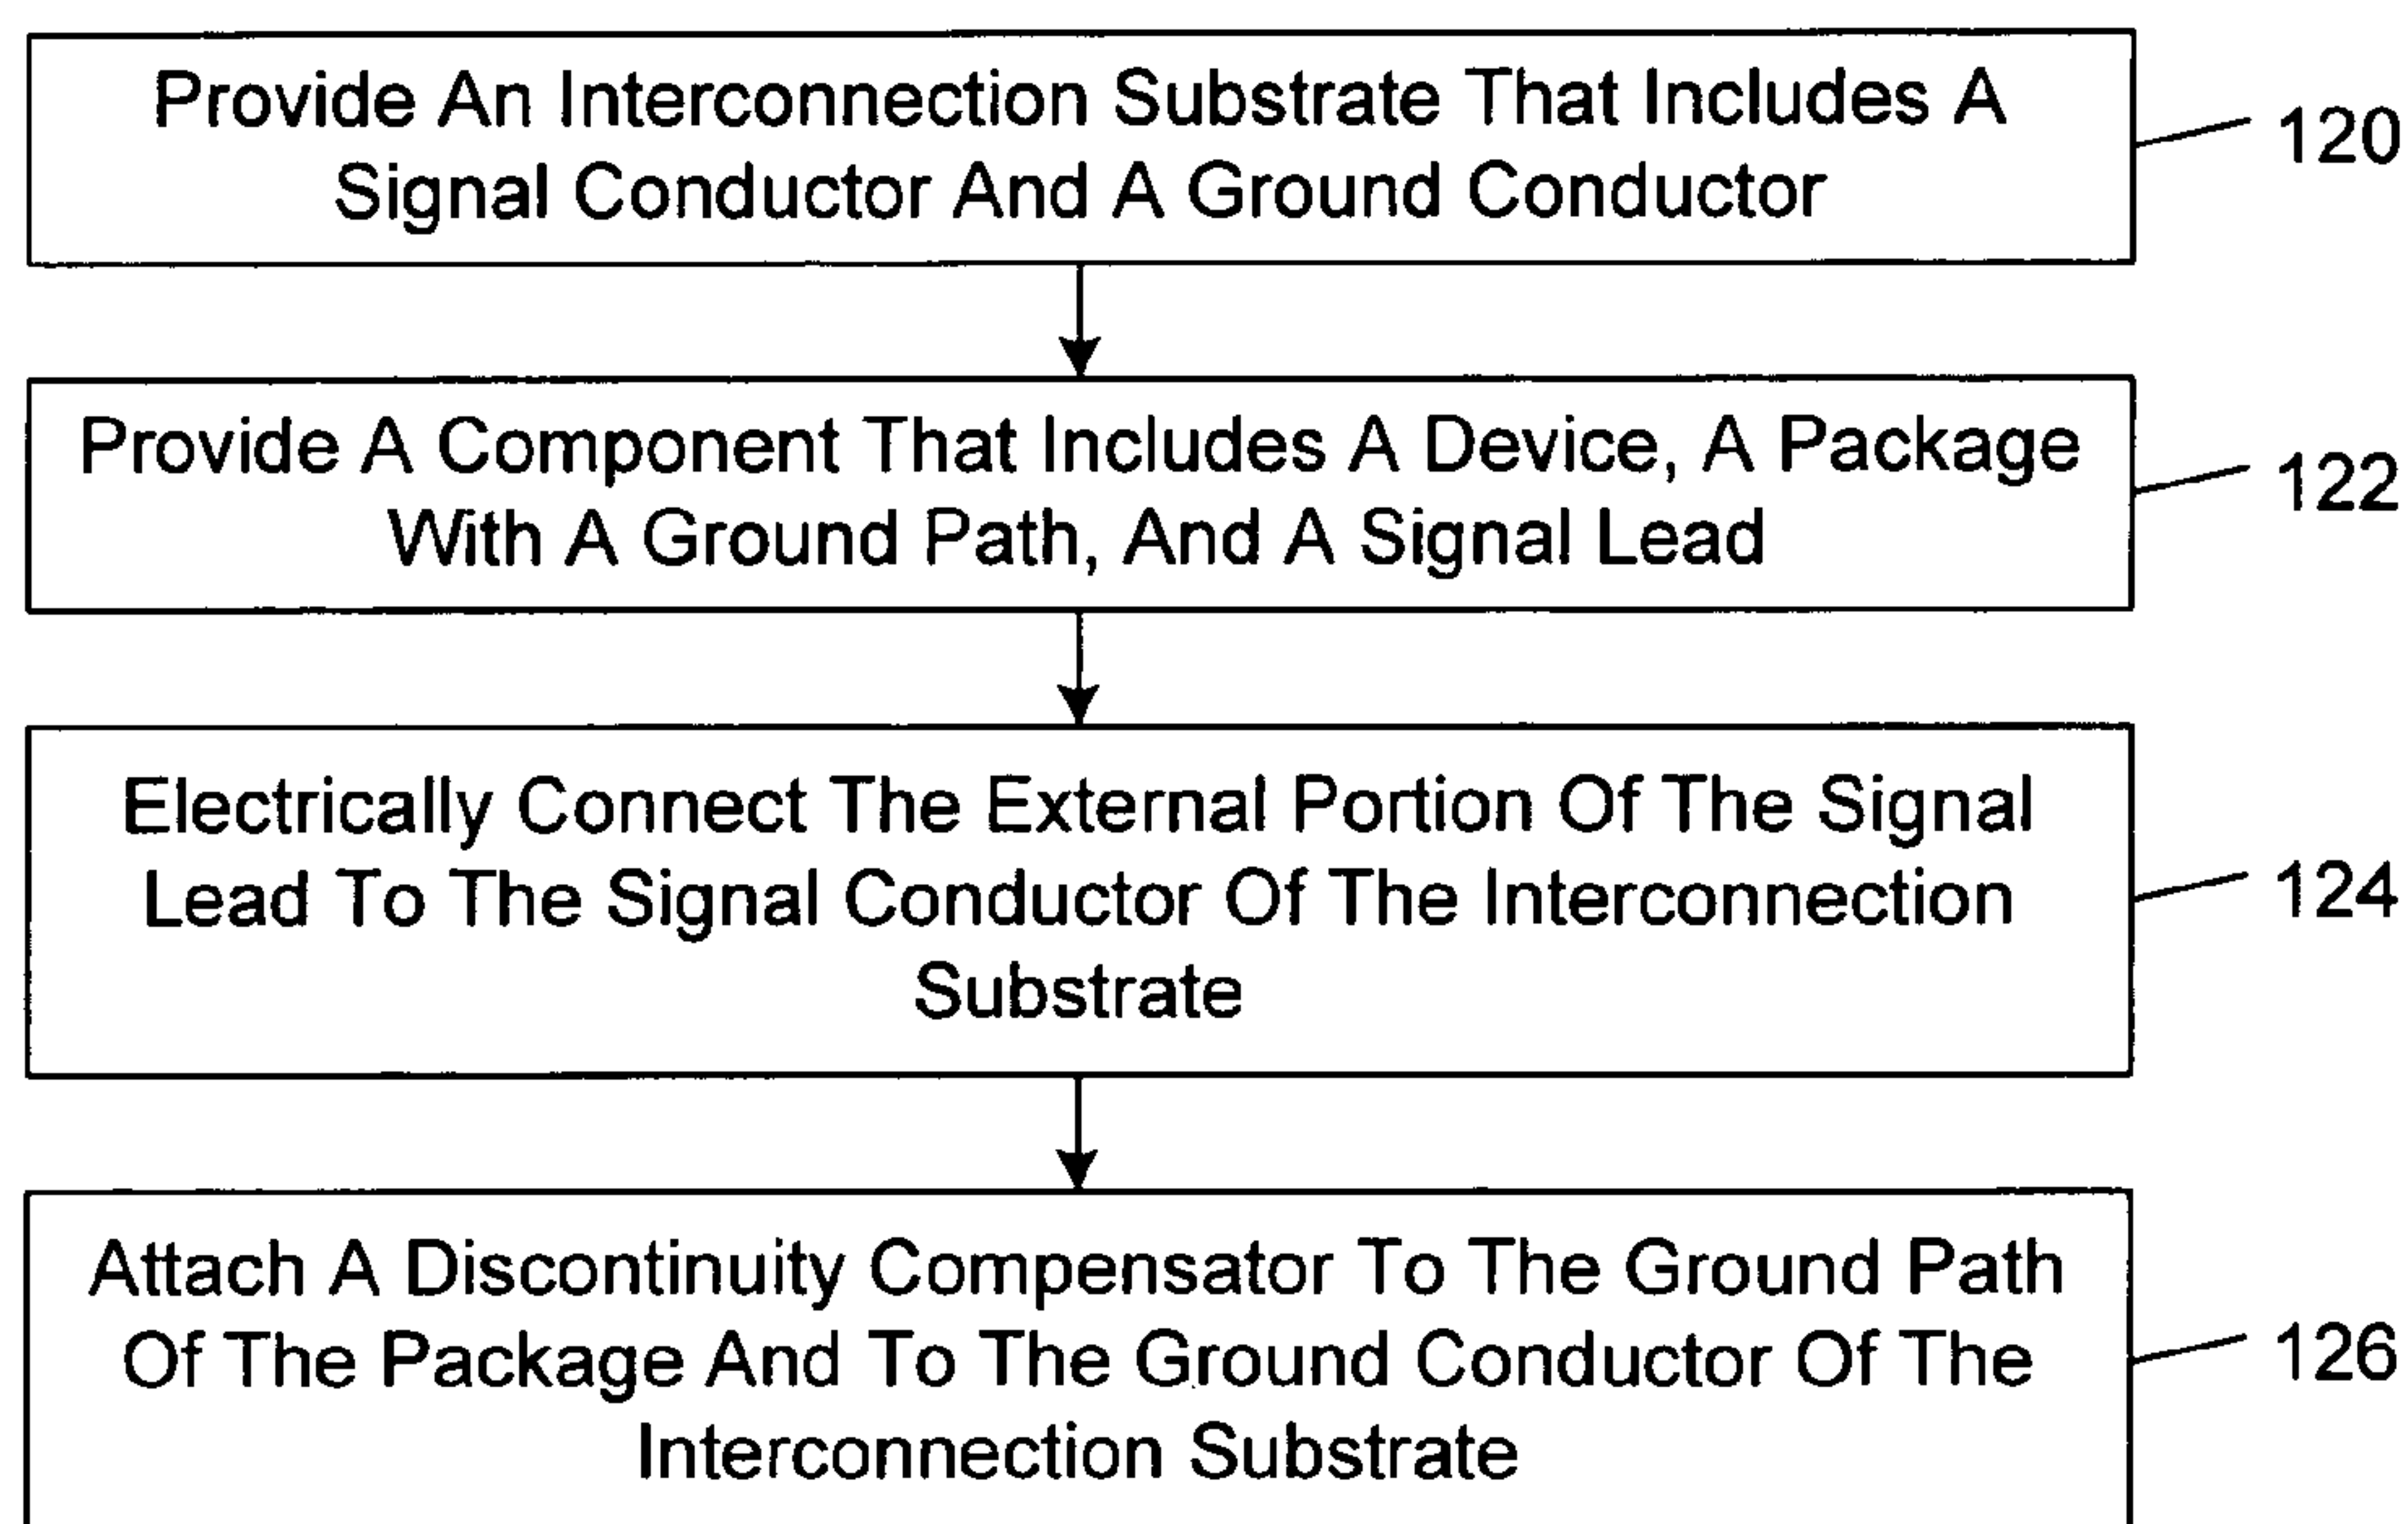 Provide An Interconnection Substrate That Includes A
Signal Conductor And A Ground Conductor
120
Provide A Component That Includes A Device, A Package
With A Ground Path, And A Signal Lead
122
Electrically Connect The External Portion Of The Signal
Lead To The Signal Conductor Of The Interconnection
Substrate
124
Attach A Discontinuity Compensator To The Ground Path
Of The Package And To The Ground Conductor Of The
Interconnection Substrate
126